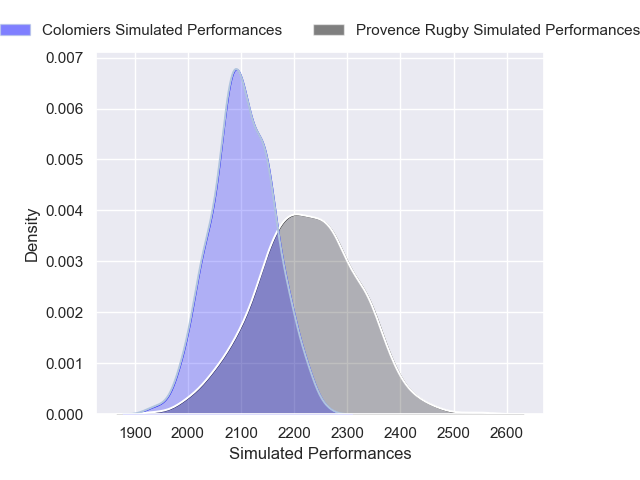 Colomiers Simulated Performances
Provence Rugby Simulated Performances
0.007
0.006
0.005
0.004
0.003
0.002
0.001
0.000
Density
1900 2000 2100 2200 2300 2400 2500 2600
Simulated Performances